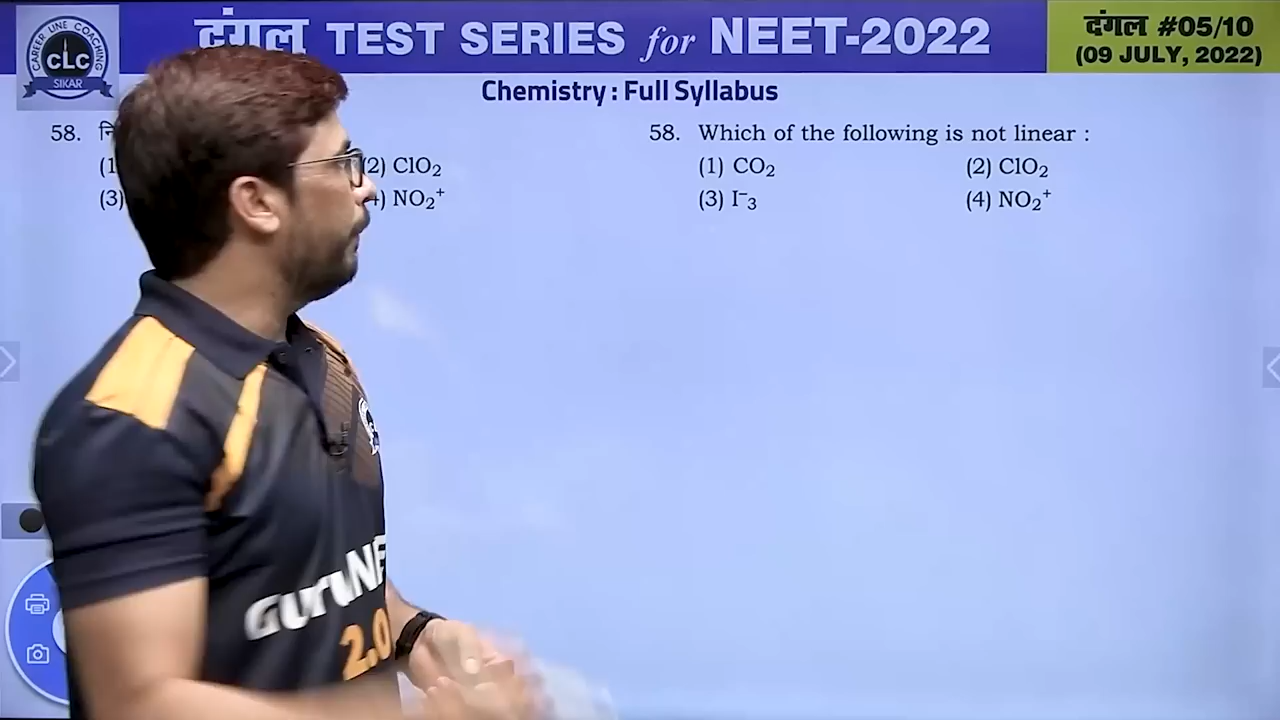 दंगल TEST SERIES for NEET-2022
दंगल #05/10
(09 JULY, 2022)
CAREER LINE COACHING
CLC
SIKAR
Chemistry : Full Syllabus
58.
(2) ClO₂
(3)
NO₂⁺
58. Which of the following is not linear :
(1) CO₂ (2) ClO₂
(3) I⁻₃ (4) NO₂⁺
2.0